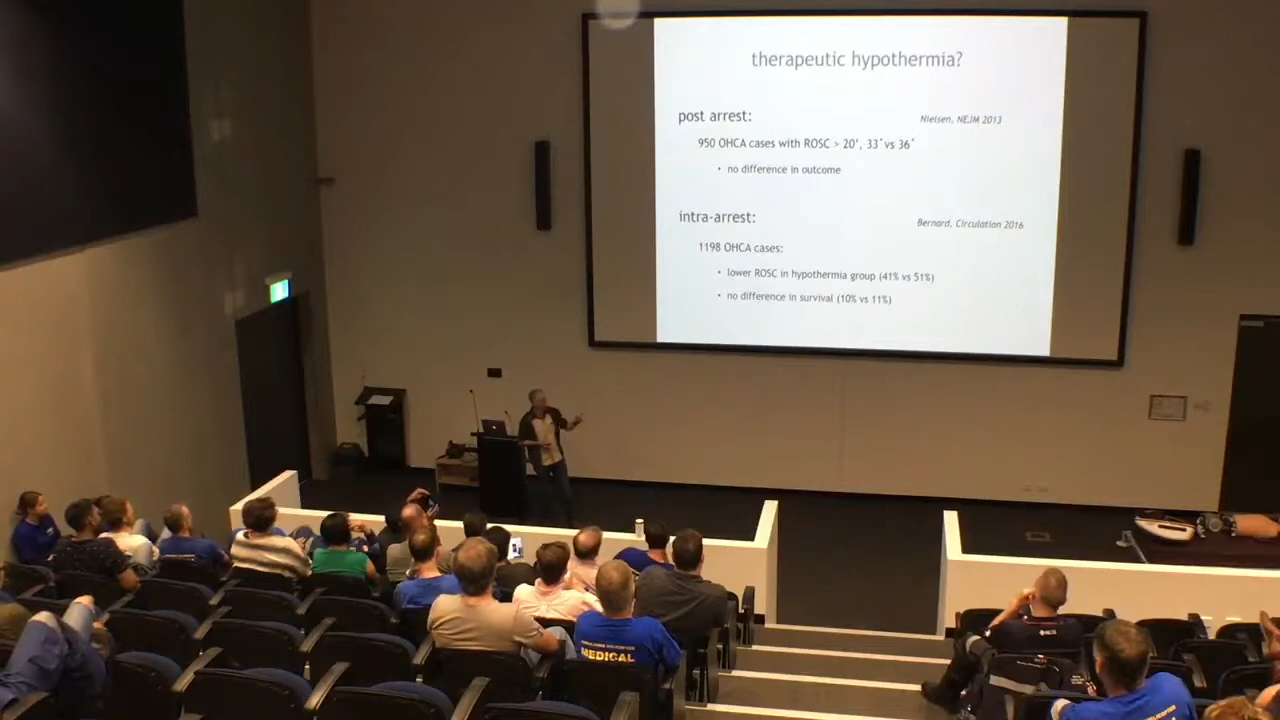 therapeutic hypothermia?
post arrest:
Nielsen, NEJM 2013
950 OHCA cases with ROSC > 20', 33˚vs 36˚
• no difference in outcome
intra-arrest:
Bernard, Circulation 2016
1198 OHCA cases:
• lower ROSC in hypothermia group (41% vs 51%)
• no difference in survival (10% vs 11%)
MEDICAL